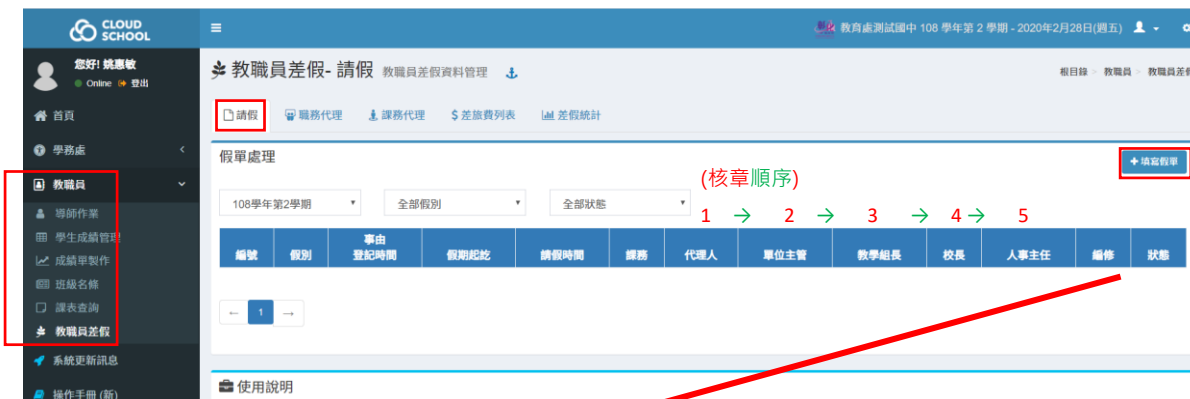 CLOUD SCHOOL
教育處測試國中 108 學年第 2 學期 - 2020年2月28日(週五)
您好! 姚惠敏
Online 登出
教職員差假- 請假 教職員差假資料管理
根目錄 > 教職員 > 教職員差假
首頁
請假 職務代理 課務代理 $ 差旅費列表 差假統計
學務處
教職員
導師作業
學生成績管理
成績單製作
班級名條
課表查詢
教職員差假
系統更新訊息
操作手冊 (新)
假單處理
+ 填寫假單
(核章順序)
108學年第2學期 全部假別 全部狀態
1 → 2 → 3 → 4 → 5
編號 假別 事由 登記時間 假期起訖 請假時間 課務 代理人 單位主管 教學組長 校長 人事主任 編修 狀態
← 1 →
使用說明